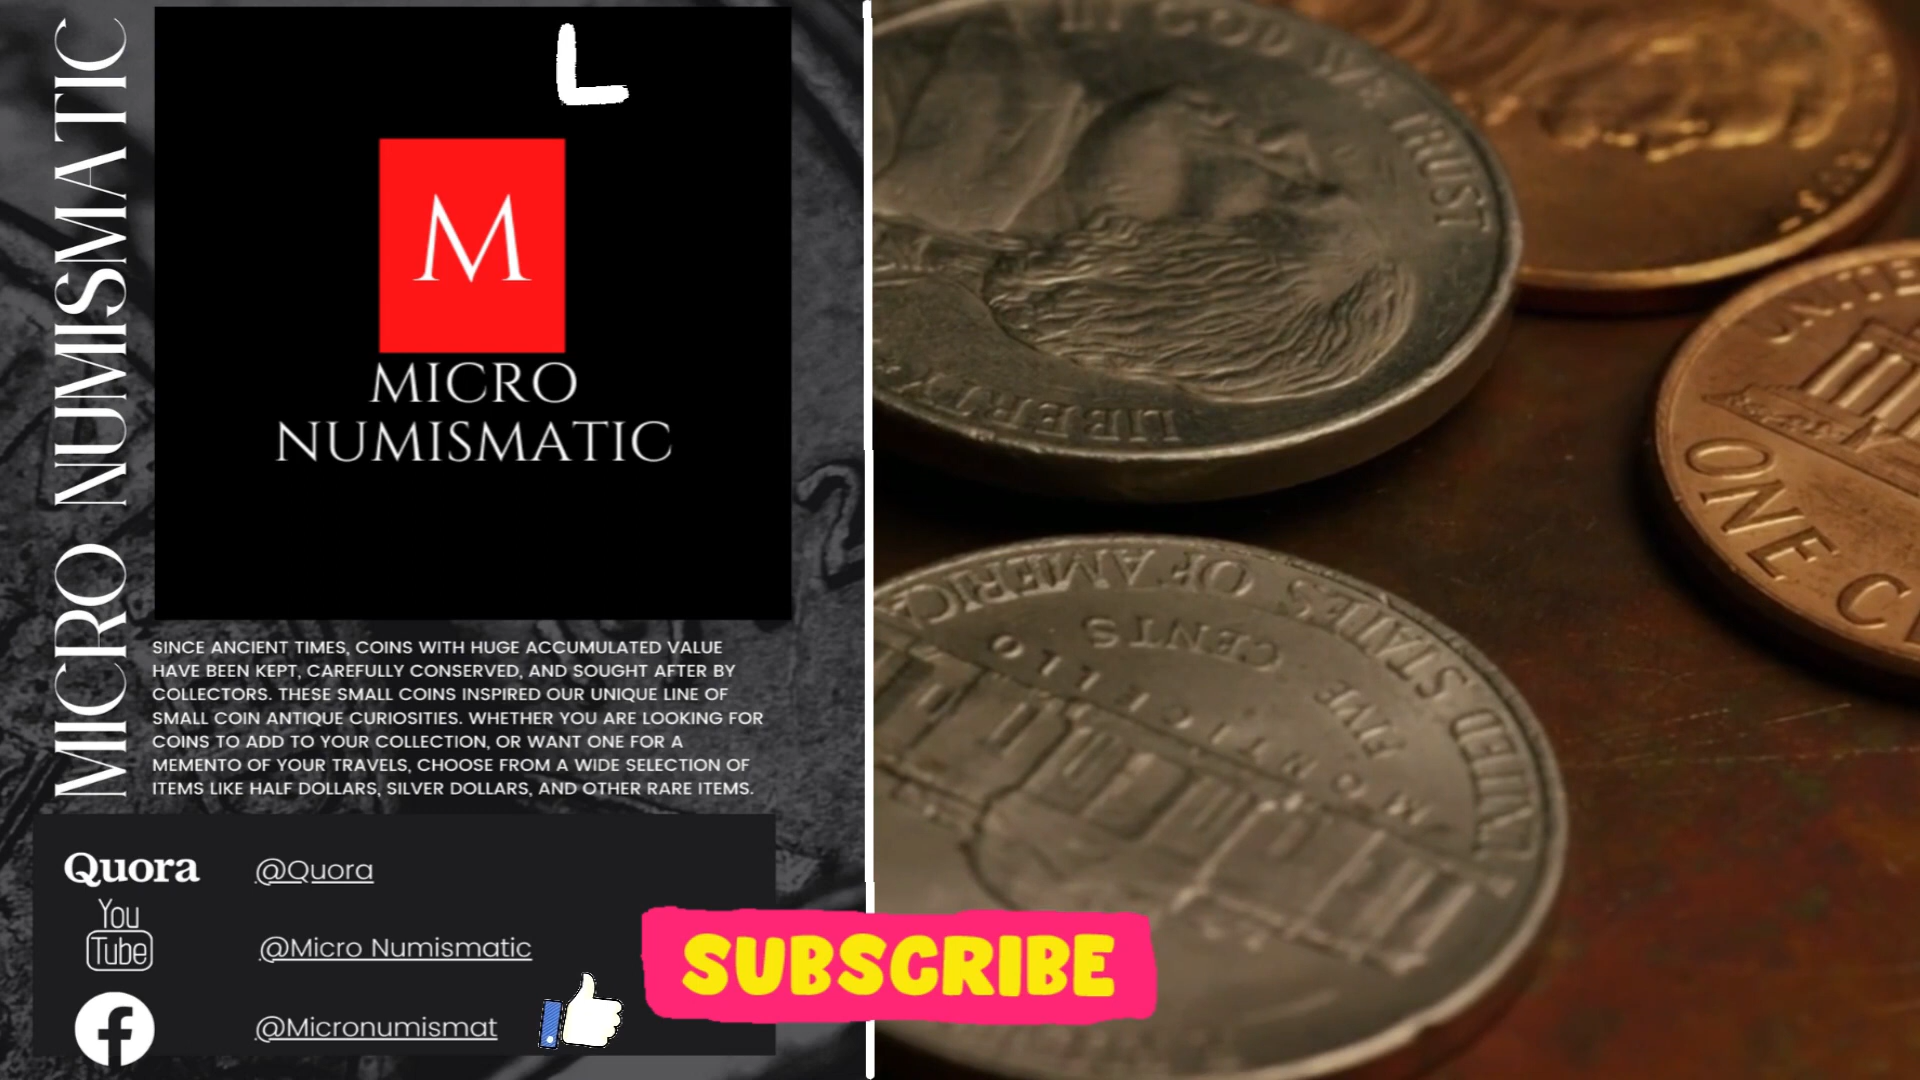 MICRO NUMISMATIC
L
M
MICRO
NUMISMATIC
SINCE ANCIENT TIMES, COINS WITH HUGE ACCUMULATED VALUE
HAVE BEEN KEPT, CAREFULLY CONSERVED, AND SOUGHT AFTER BY
COLLECTORS. THESE SMALL COINS INSPIRED OUR UNIQUE LINE OF
SMALL COIN ANTIQUE CURIOSITIES. WHETHER YOU ARE LOOKING FOR
COINS TO ADD TO YOUR COLLECTION, OR WANT ONE FOR A
MEMENTO OF YOUR TRAVELS, CHOOSE FROM A WIDE SELECTION OF
ITEMS LIKE HALF DOLLARS, SILVER DOLLARS, AND OTHER RARE ITEMS.
Quora
@Quora
You
Tube
@Micro Numismatic
f
@Micronumismat
SUBSCRIBE
IN GOD WE TRUST
LIBERTY
UNITED STATES OF AMERICA
FIVE CENTS
MONTICELLO
ONE C